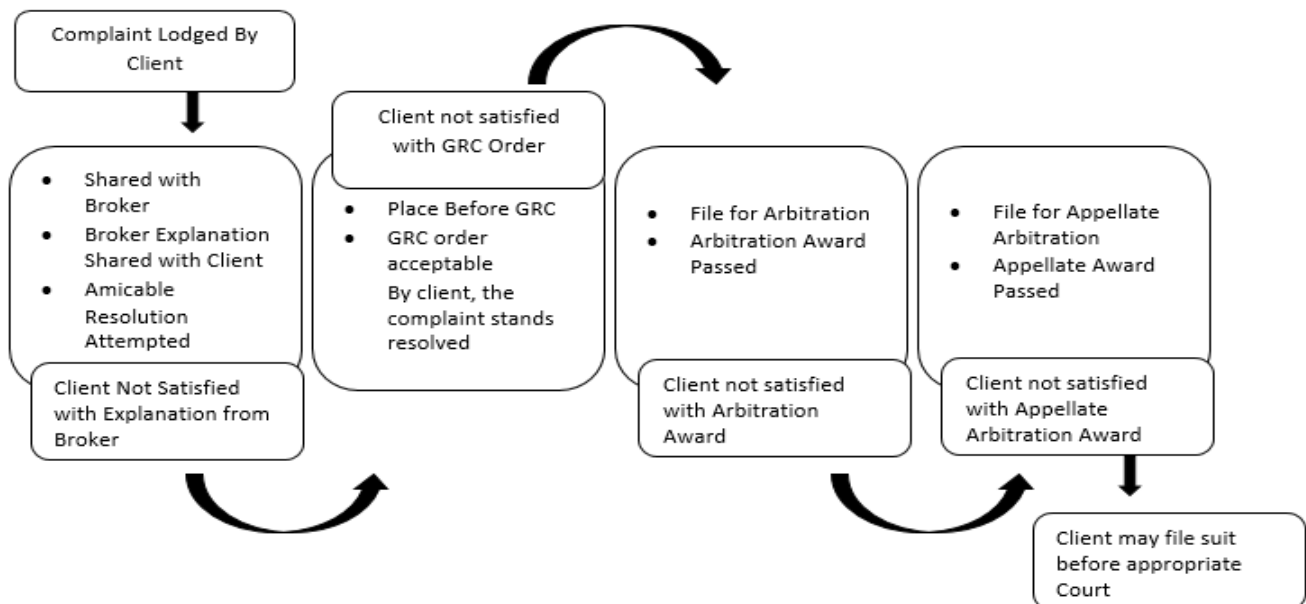 Complaint Lodged By
Client
• Shared with
Broker
• Broker Explanation
Shared with Client
• Amicable
Resolution
Attempted
Client Not Satisfied
with Explanation from
Broker
Client not satisfied
with GRC Order
• Place Before GRC
• GRC order
acceptable
By client, the
complaint stands
resolved
• File for Arbitration
• Arbitration Award
Passed
Client not satisfied
with Arbitration
Award
• File for Appellate
Arbitration
• Appellate Award
Passed
Client not satisfied
with Appellate
Arbitration Award
Client may file suit
before appropriate
Court